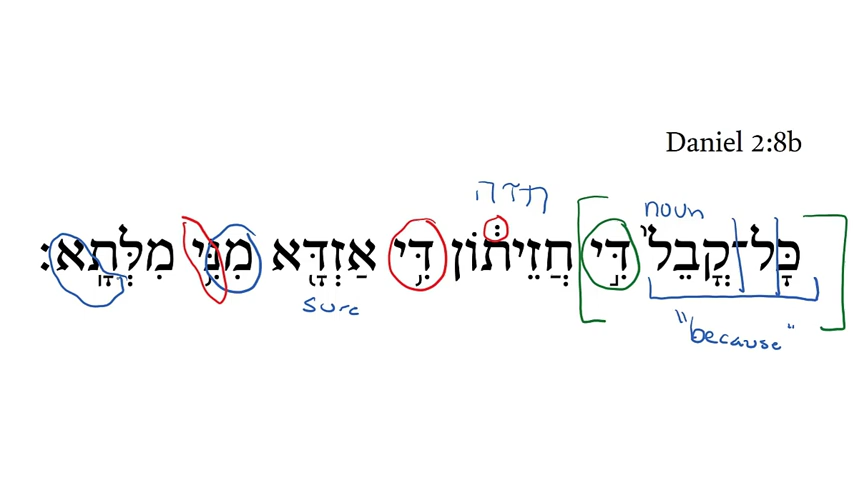 Daniel 2:8b
חזה
noun
כָּל־קֳבֵל֙ דִּ֣י חֲזֵית֔וֹן דִּ֥י אַזְדָּ֖א מִנִּ֥י מִלְּתָֽא׃
sure
"because"